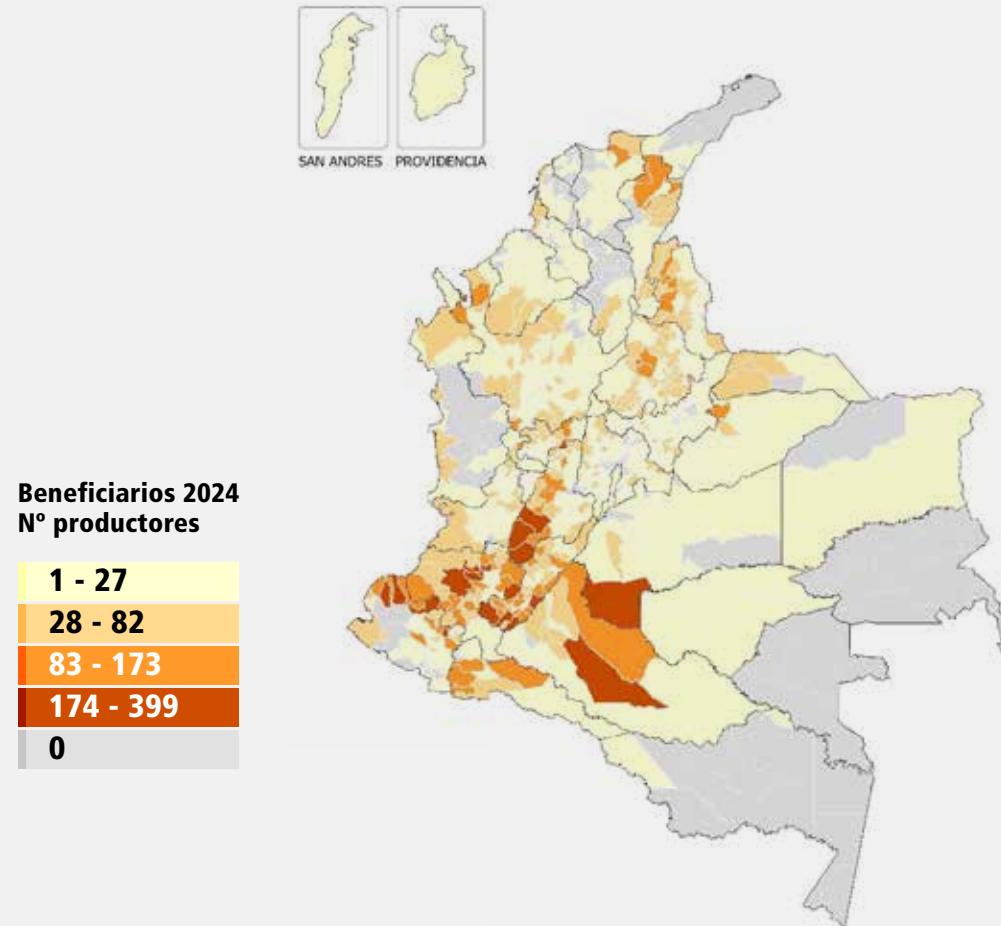 SAN ANDRES PROVIDENCIA
Beneficiarios 2024
Nº productores
1 - 27
28 - 82
83 - 173
174 - 399
0